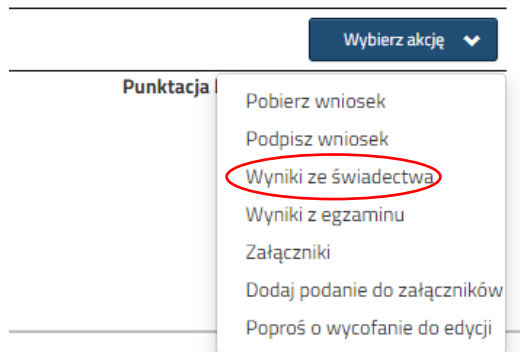 Wybierz akcję
Punktacja
Pobierz wniosek
Podpisz wniosek
Wyniki ze świadectwa
Wyniki z egzaminu
Załączniki
Dodaj podanie do załączników
Poproś o wycofanie do edycji